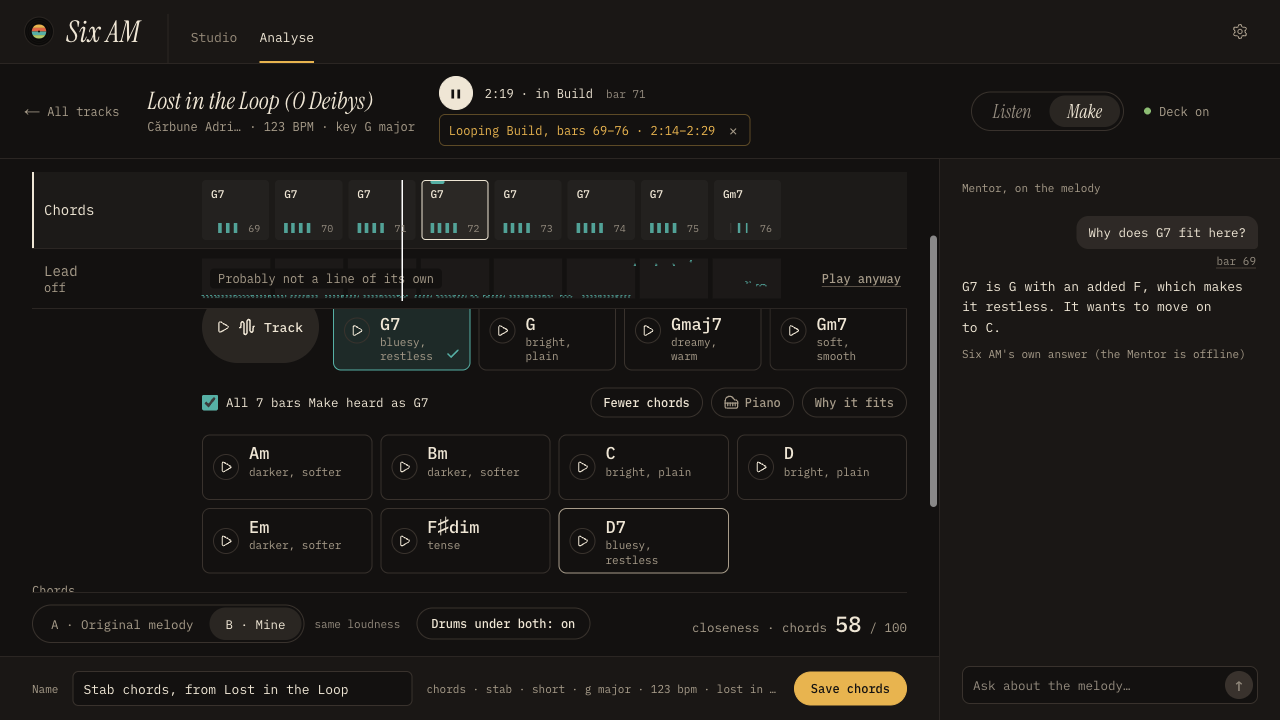 Six AM
Studio
Analyse
← All tracks
Lost in the Loop (O Deibys)
Cărbune Adri… · 123 BPM · key G major
2:19 · in Build bar 71
Looping Build, bars 69–76 · 2:14–2:29 ×
Listen
Make
Deck on
Chords
G7 69
G7 70
G7 71
G7 72
G7 73
G7 74
G7 75
Gm7 76
Lead
off
Probably not a line of its own
Play anyway
Track
G7
bluesy,
restless
G
bright,
plain
Gmaj7
dreamy,
warm
Gm7
soft,
smooth
All 7 bars Make heard as G7
Fewer chords
Piano
Why it fits
Am
darker, softer
Bm
darker, softer
C
bright, plain
D
bright, plain
Em
darker, softer
F♯dim
tense
D7
bluesy,
restless
Chords
A · Original melody
B · Mine
same loudness
Drums under both: on
closeness · chords 58 / 100
Name
Stab chords, from Lost in the Loop
chords · stab · short · g major · 123 bpm · lost in …
Save chords
Mentor, on the melody
Why does G7 fit here?
bar 69
G7 is G with an added F, which makes
it restless. It wants to move on
to C.
Six AM's own answer (the Mentor is offline)
Ask about the melody…
↑